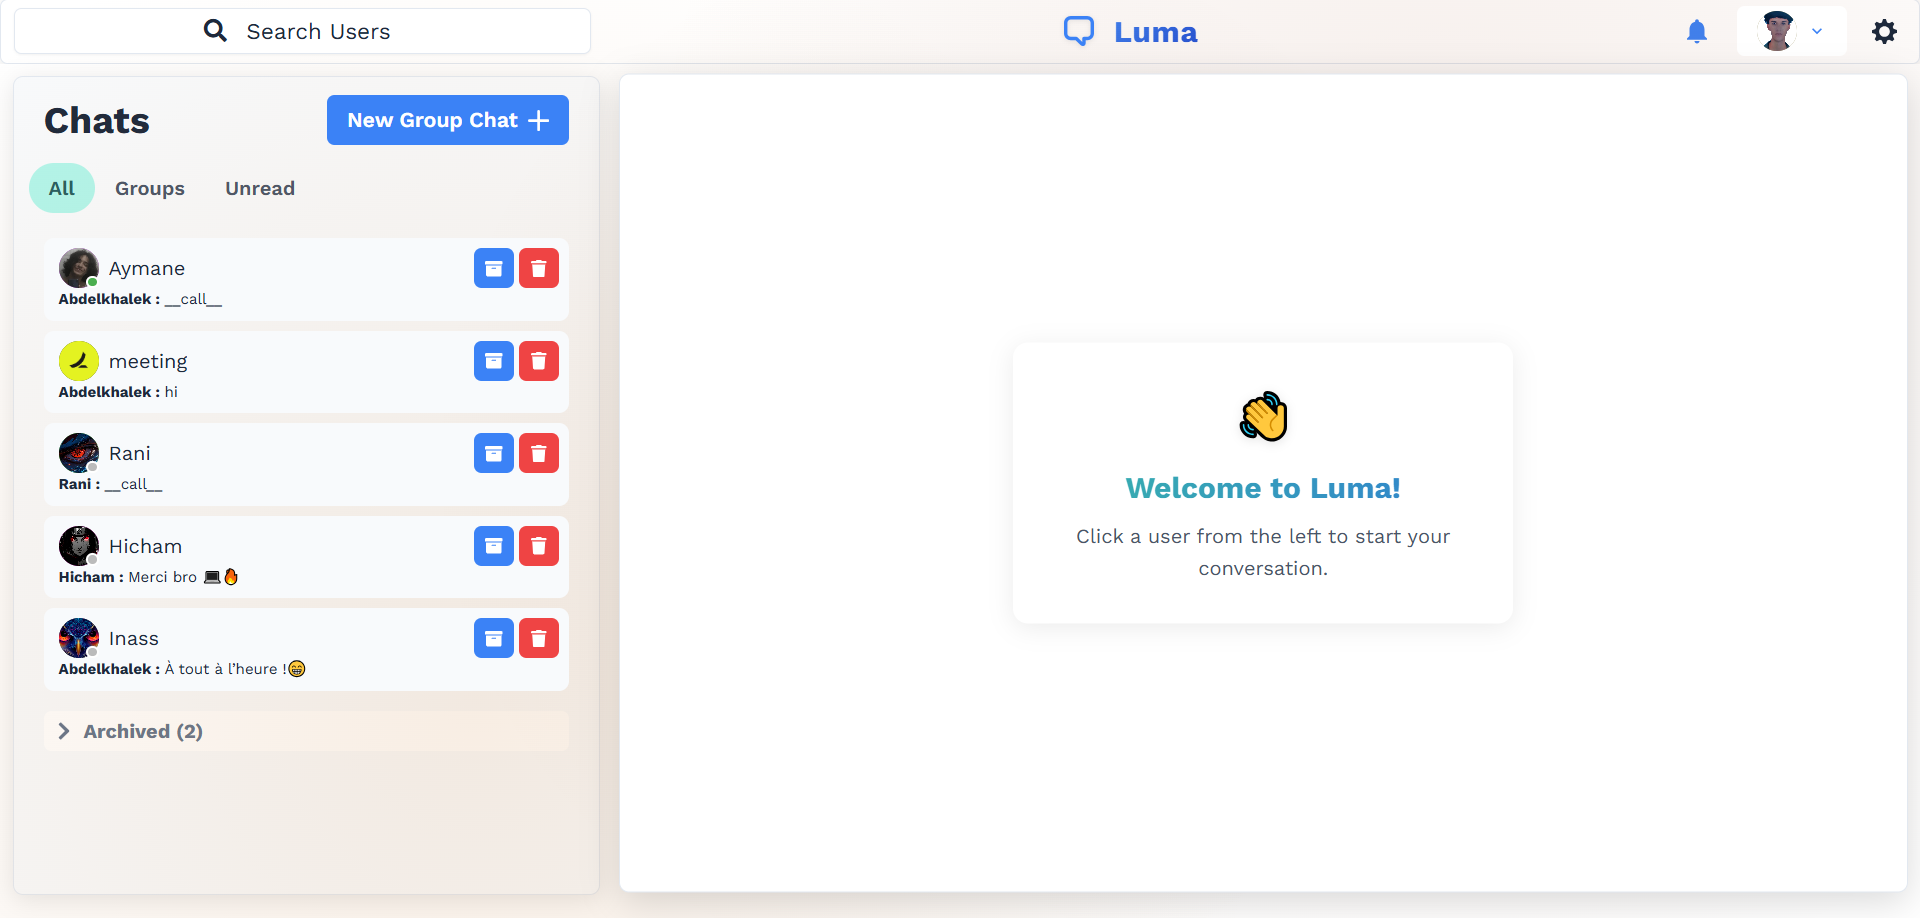 Search Users
Luma
Chats
New Group Chat
All
Groups
Unread
Aymane
Abdelkhalek : __call__
meeting
Abdelkhalek : hi
Rani
Rani : __call__
Hicham
Hicham : Merci bro 💻🔥
Inass
Abdelkhalek : À tout à l’heure !😁
Archived (2)
Welcome to Luma!
Click a user from the left to start your
conversation.